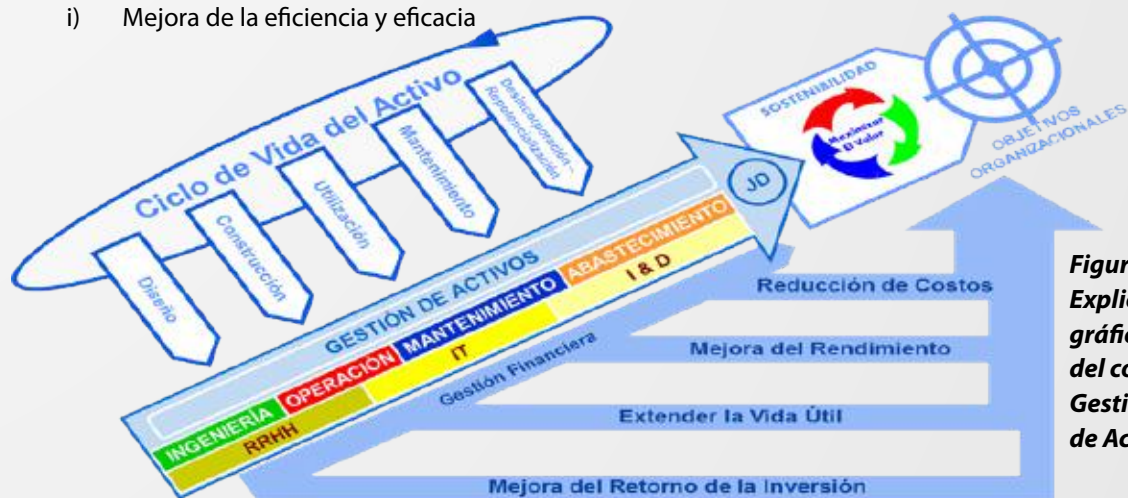 i) Mejora de la eficiencia y eficacia
Ciclo de Vida del Activo
Diseño
Construcción
Utilización
Mantenimiento
Desincorporación -
GESTIÓN DE ACTIVOS
INGENIERÍA
OPERACIÓN
MANTENIMIENTO
ABASTECIMIENTO
RRHH
IT
I & D
JD
Gestión Financiera
SOSTENIBILIDAD
Maximizar
El Valor
OBJETIVOS
ORGANIZACIONALES
Reducción de Costos
Mejora del Rendimiento
Extender la Vida Útil
Mejora del Retorno de la Inversión
Figur
Explic
gráfic
del co
Gesti
de Ac